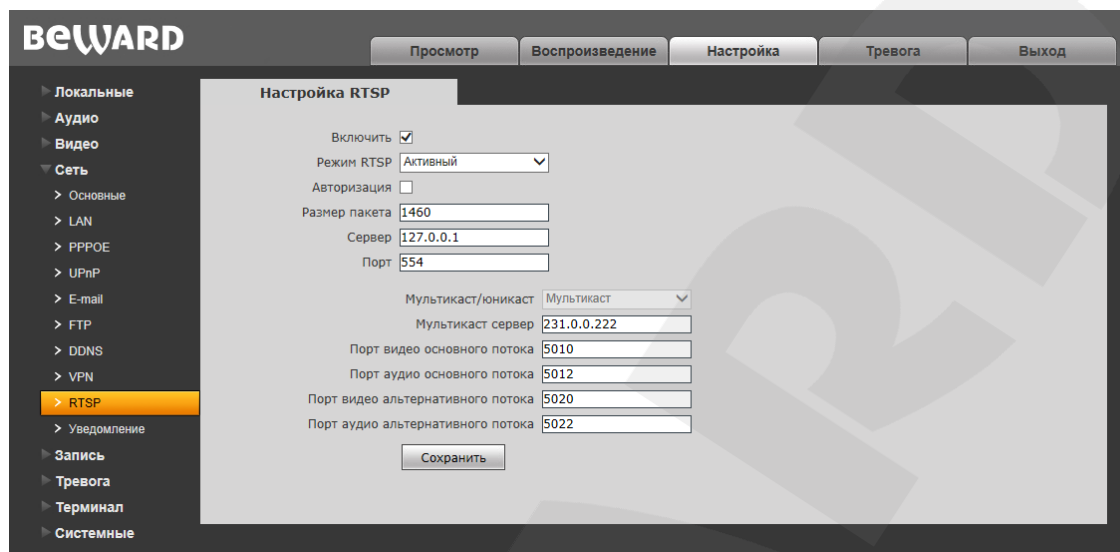 BEWARD
Просмотр
Воспроизведение
Настройка
Тревога
Выход
Локальные
Аудио
Видео
Сеть
> Основные
> LAN
> PPPOE
> UPnP
> E-mail
> FTP
> DDNS
> VPN
> RTSP
> Уведомление
Запись
Тревога
Терминал
Системные
Настройка RTSP
Включить
Режим RTSP Активный
Авторизация
Размер пакета 1460
Сервер 127.0.0.1
Порт 554
Мультикаст/юникаст Мультикаст
Мультикаст сервер 231.0.0.222
Порт видео основного потока 5010
Порт аудио основного потока 5012
Порт видео альтернативного потока 5020
Порт аудио альтернативного потока 5022
Сохранить